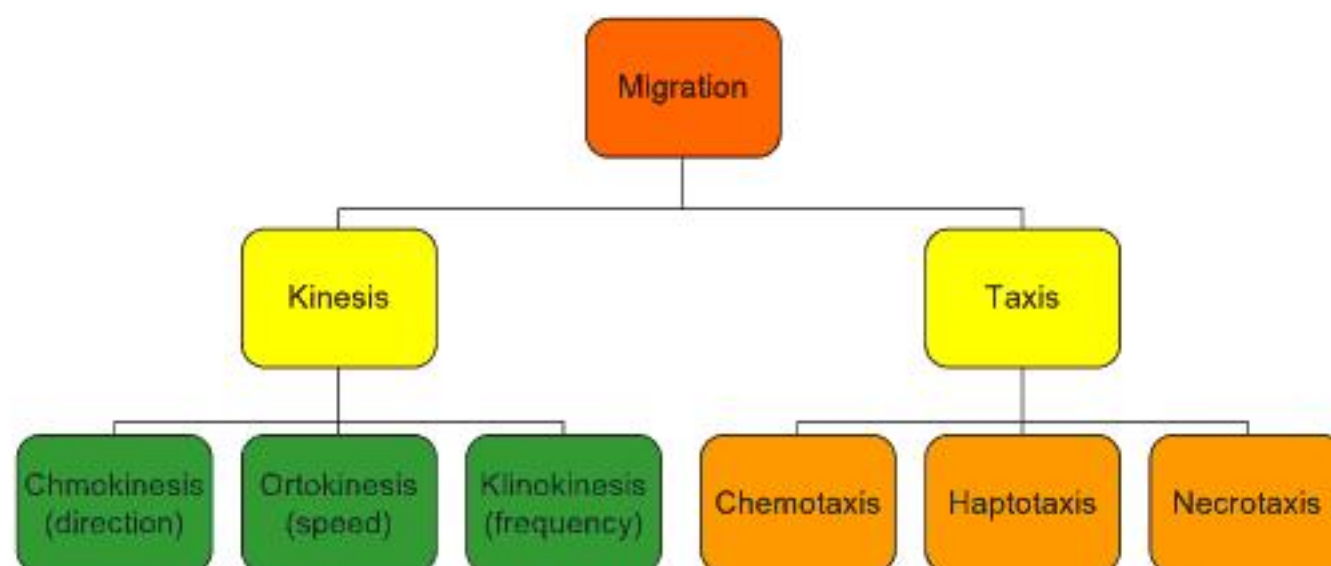 Migration
Kinesis
Taxis
Chmokinesis
(direction)
Ortokinesis
(speed)
Klinokinesis
(frequency)
Chemotaxis
Haptotaxis
Necrotaxis